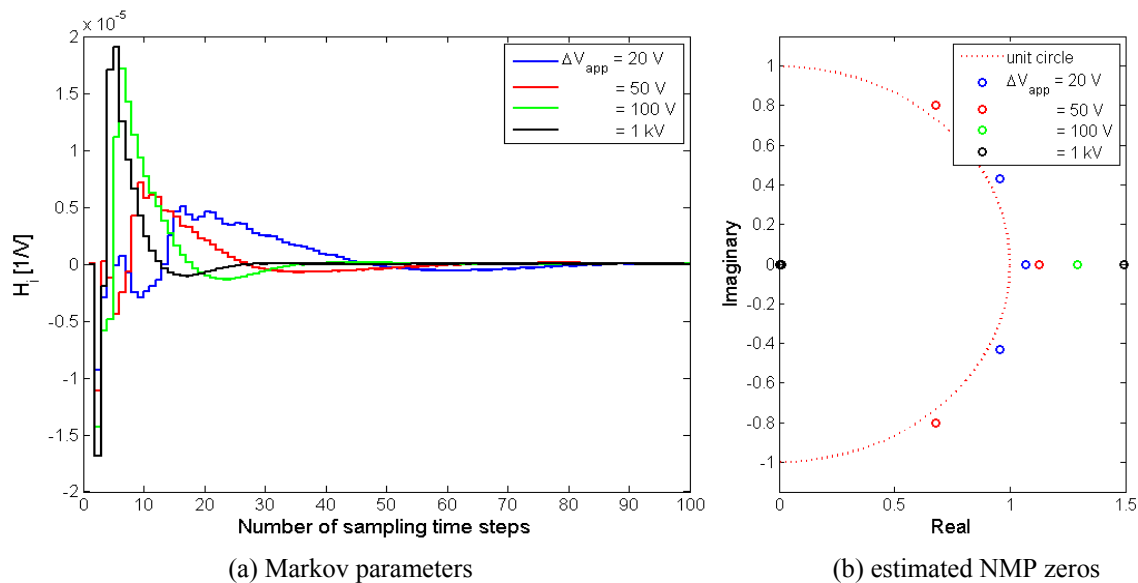 × 10⁻⁵
2
1.5
1
0.5
0
-0.5
-1
-1.5
-2
H_i [1/V]
0 10 20 30 40 50 60 70 80 90 100
Number of sampling time steps
ΔV_app = 20 V
= 50 V
= 100 V
= 1 kV
(a) Markov parameters
1
0.8
0.6
0.4
0.2
0
-0.2
-0.4
-0.6
-0.8
-1
Imaginary
0 0.5 1 1.5
Real
unit circle
ΔV_app = 20 V
= 50 V
= 100 V
= 1 kV
(b) estimated NMP zeros